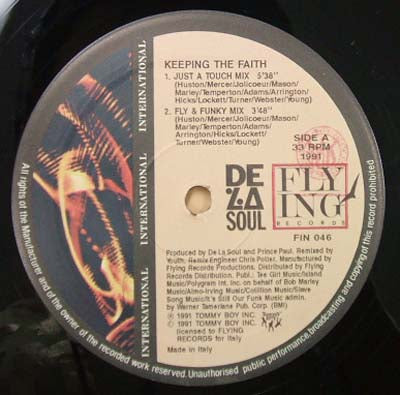 KEEPING THE FAITH
1. JUST A TOUCH MIX 5'38"
(Huston/Mercer/Jolicoeur/Mason/
Marley/Temperton/Adams/Arrington/
Hicks/Lockett/Turner/Webster/Young)
2. FLY & FUNKY MIX 3'48"
(Huston/Mercer/Jolicoeur/Mason/
Marley/Temperton/Adams/
Arrington/Hicks/Lockett/
Turner/Webster/Young)
SIDE A
33 RPM
1991
DE
LA
SOUL
FLY
ING
RECORDS
FIN 046
Produced by De La Soul and Prince Paul. Remixed by
Youth. Remix Engineer Chris Potter. Manufactured by
Flying Records Productions. Distributed by Flying
Records Distribution. Publ. Tee Girl Music/Island
Music/Polygram Int. Inc on behalf of Bob Marley
Music/Almo-Irving Music/Cotillion Music/Slave
Song Music/It's Still Our Funk Music admin.
by Warner Tamerlane Pub. Corp. (BMI)
℗ 1991 TOMMY BOY INC.
© 1991 TOMMY BOY INC.
licensed to FLYING
RECORDS for Italy
Made in Italy
INTERNATIONAL INTERNATIONAL INTERNATIONAL INTERNATIONAL
All rights of the Manufacturer and of the owner of the recorded work reserved. Unauthorised public performance, broadcasting and copying of this record prohibited